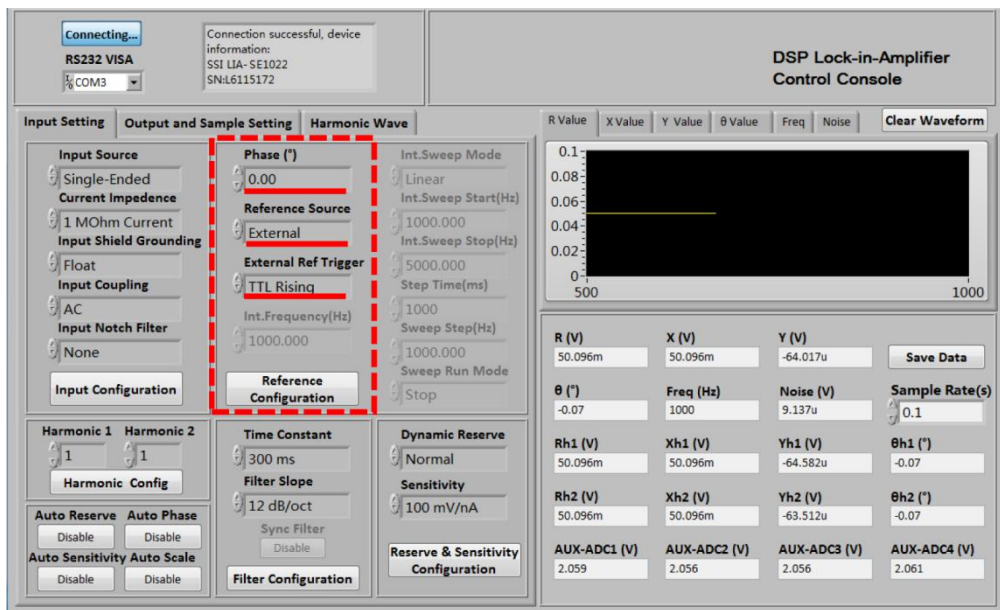 Connecting...
RS232 VISA
COM3
Connection successful, device
information:
SSI LIA- SE1022
SN:L6115172
DSP Lock-in-Amplifier
Control Console
Input Setting
Output and Sample Setting
Harmonic Wave
Input Source
Single-Ended
Current Impedance
1 MOhm Current
Input Shield Grounding
Float
Input Coupling
AC
Input Notch Filter
None
Input Configuration
Phase (°)
0.00
Reference Source
External
External Ref Trigger
TTL Rising
Int.Frequency(Hz)
1000.000
Reference
Configuration
Int.Sweep Mode
Linear
Int.Sweep Start(Hz)
1000.000
Int.Sweep Stop(Hz)
5000.000
Step Time(ms)
1000
Sweep Step(Hz)
1000.000
Sweep Run Mode
Stop
Harmonic 1 Harmonic 2
1 1
Harmonic Config
Auto Reserve Auto Phase
Disable Disable
Auto Sensitivity Auto Scale
Disable Disable
Time Constant
300 ms
Filter Slope
12 dB/oct
Sync Filter
Disable
Filter Configuration
Dynamic Reserve
Normal
Sensitivity
100 mV/nA
Reserve & Sensitivity
Configuration
R Value X Value Y Value θ Value Freq Noise Clear Waveform
0.1
0.08
0.06
0.04
0.02
0
500 1000
R (V) X (V) Y (V)
50.096m 50.096m -64.017u Save Data
θ (°) Freq (Hz) Noise (V) Sample Rate(s)
-0.07 1000 9.137u 0.1
Rh1 (V) Xh1 (V) Yh1 (V) θh1 (°)
50.096m 50.096m -64.582u -0.07
Rh2 (V) Xh2 (V) Yh2 (V) θh2 (°)
50.096m 50.096m -63.512u -0.07
AUX-ADC1 (V) AUX-ADC2 (V) AUX-ADC3 (V) AUX-ADC4 (V)
2.059 2.056 2.056 2.061